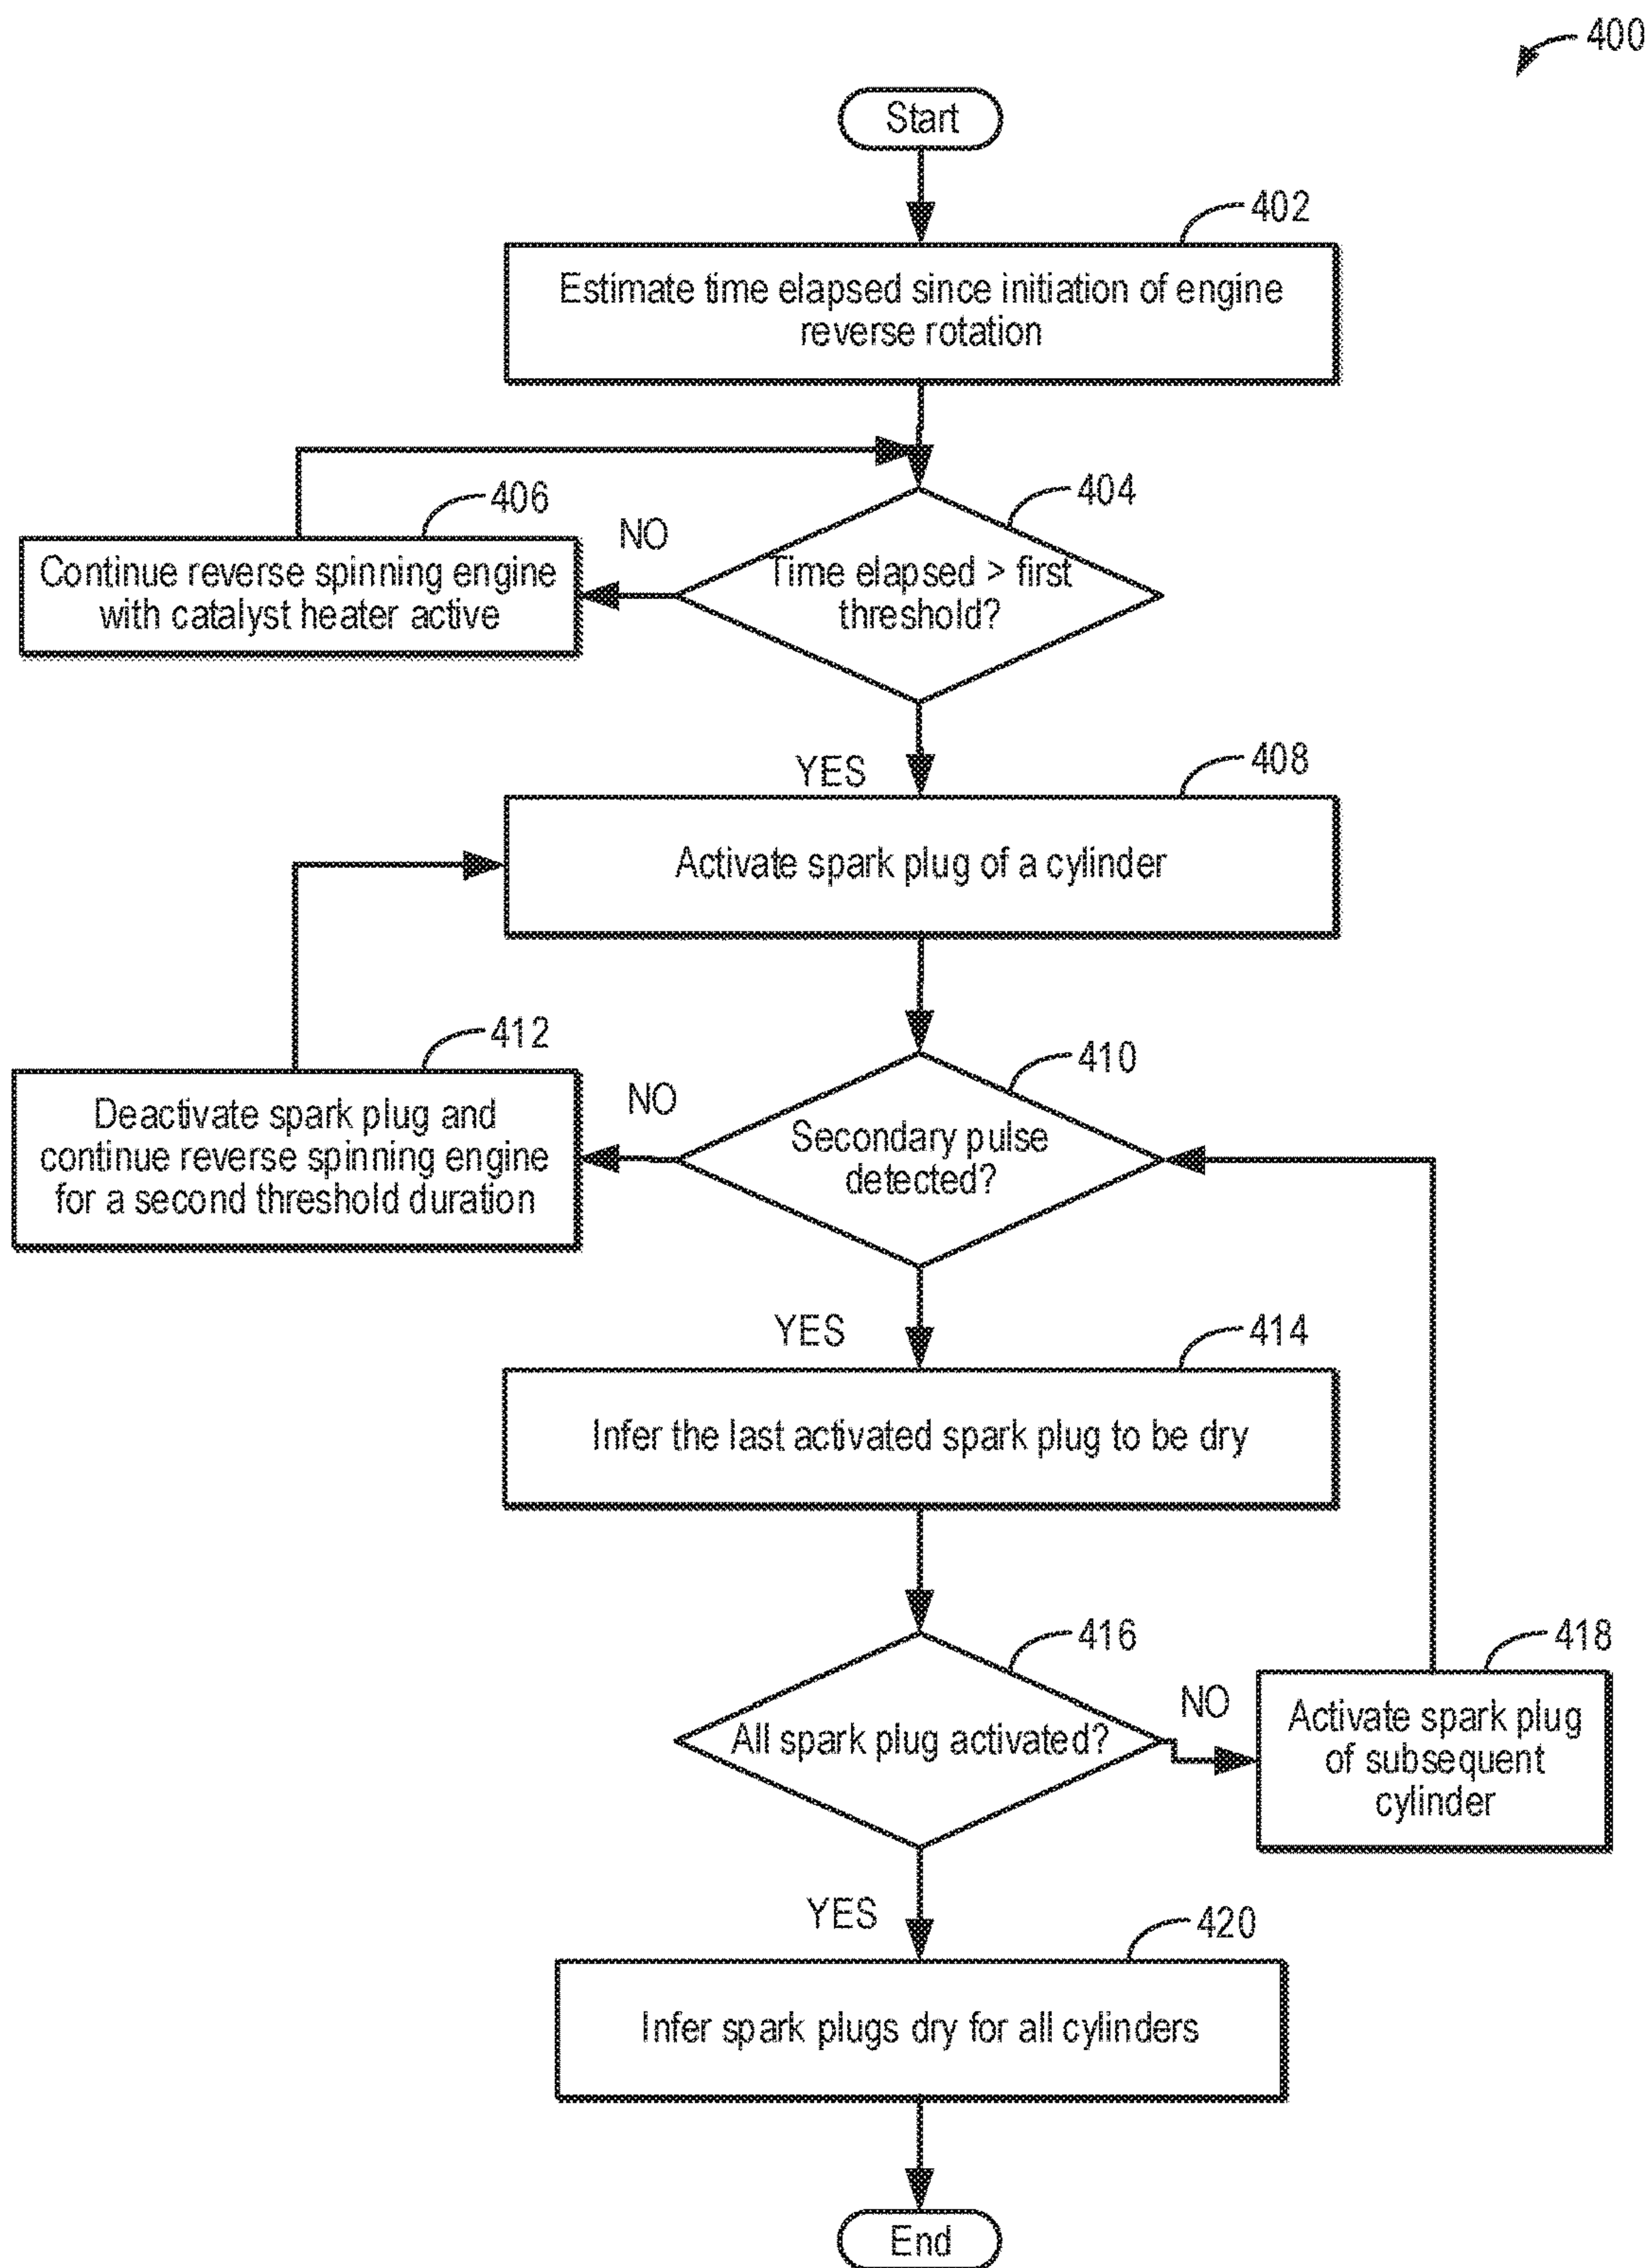 400
Start
402
Estimate time elapsed since initiation of engine
reverse rotation
404
406
NO
Time elapsed > first
threshold?
Continue reverse spinning engine
with catalyst heater active
YES
408
Activate spark plug of a cylinder
410
412
NO
Secondary pulse
detected?
Deactivate spark plug and
continue reverse spinning engine
for a second threshold duration
YES
414
Infer the last activated spark plug to be dry
416
418
NO
All spark plug activated?
Activate spark plug
of subsequent
cylinder
YES
420
Infer spark plugs dry for all cylinders
End